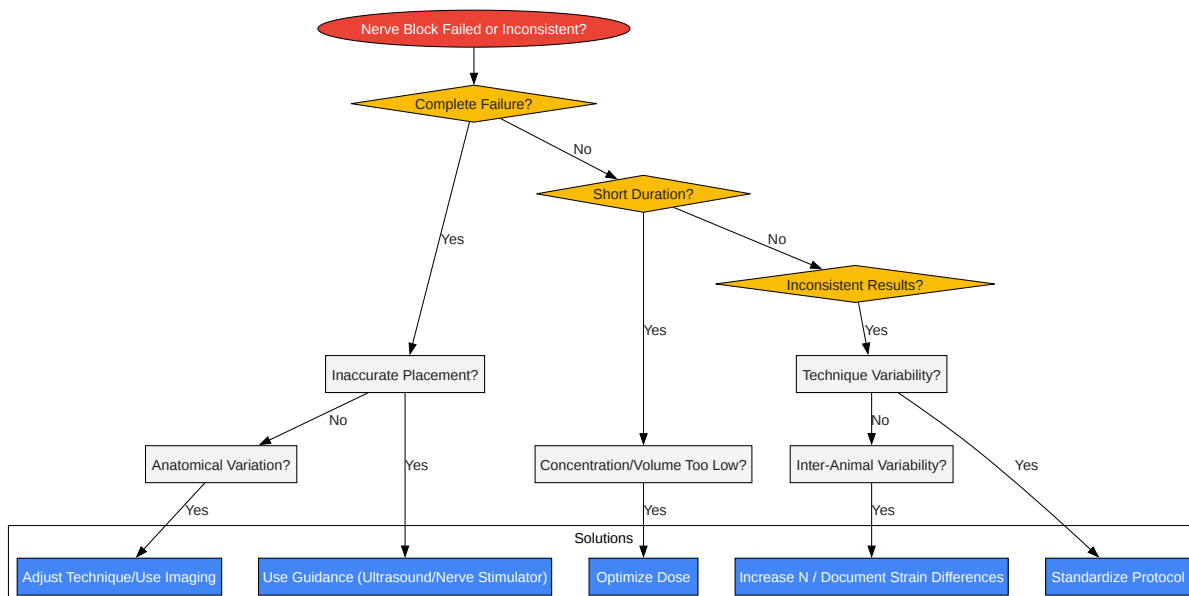 Nerve Block Failed or Inconsistent?
Complete Failure?
No
Short Duration?
Yes
No
Inconsistent Results?
Yes
Yes
Inaccurate Placement?
Technique Variability?
No
No
Anatomical Variation?
Yes
Concentration/Volume Too Low?
Inter-Animal Variability?
Yes
Yes
Yes
Yes
Solutions
Adjust Technique/Use Imaging
Use Guidance (Ultrasound/Nerve Stimulator)
Optimize Dose
Increase N / Document Strain Differences
Standardize Protocol